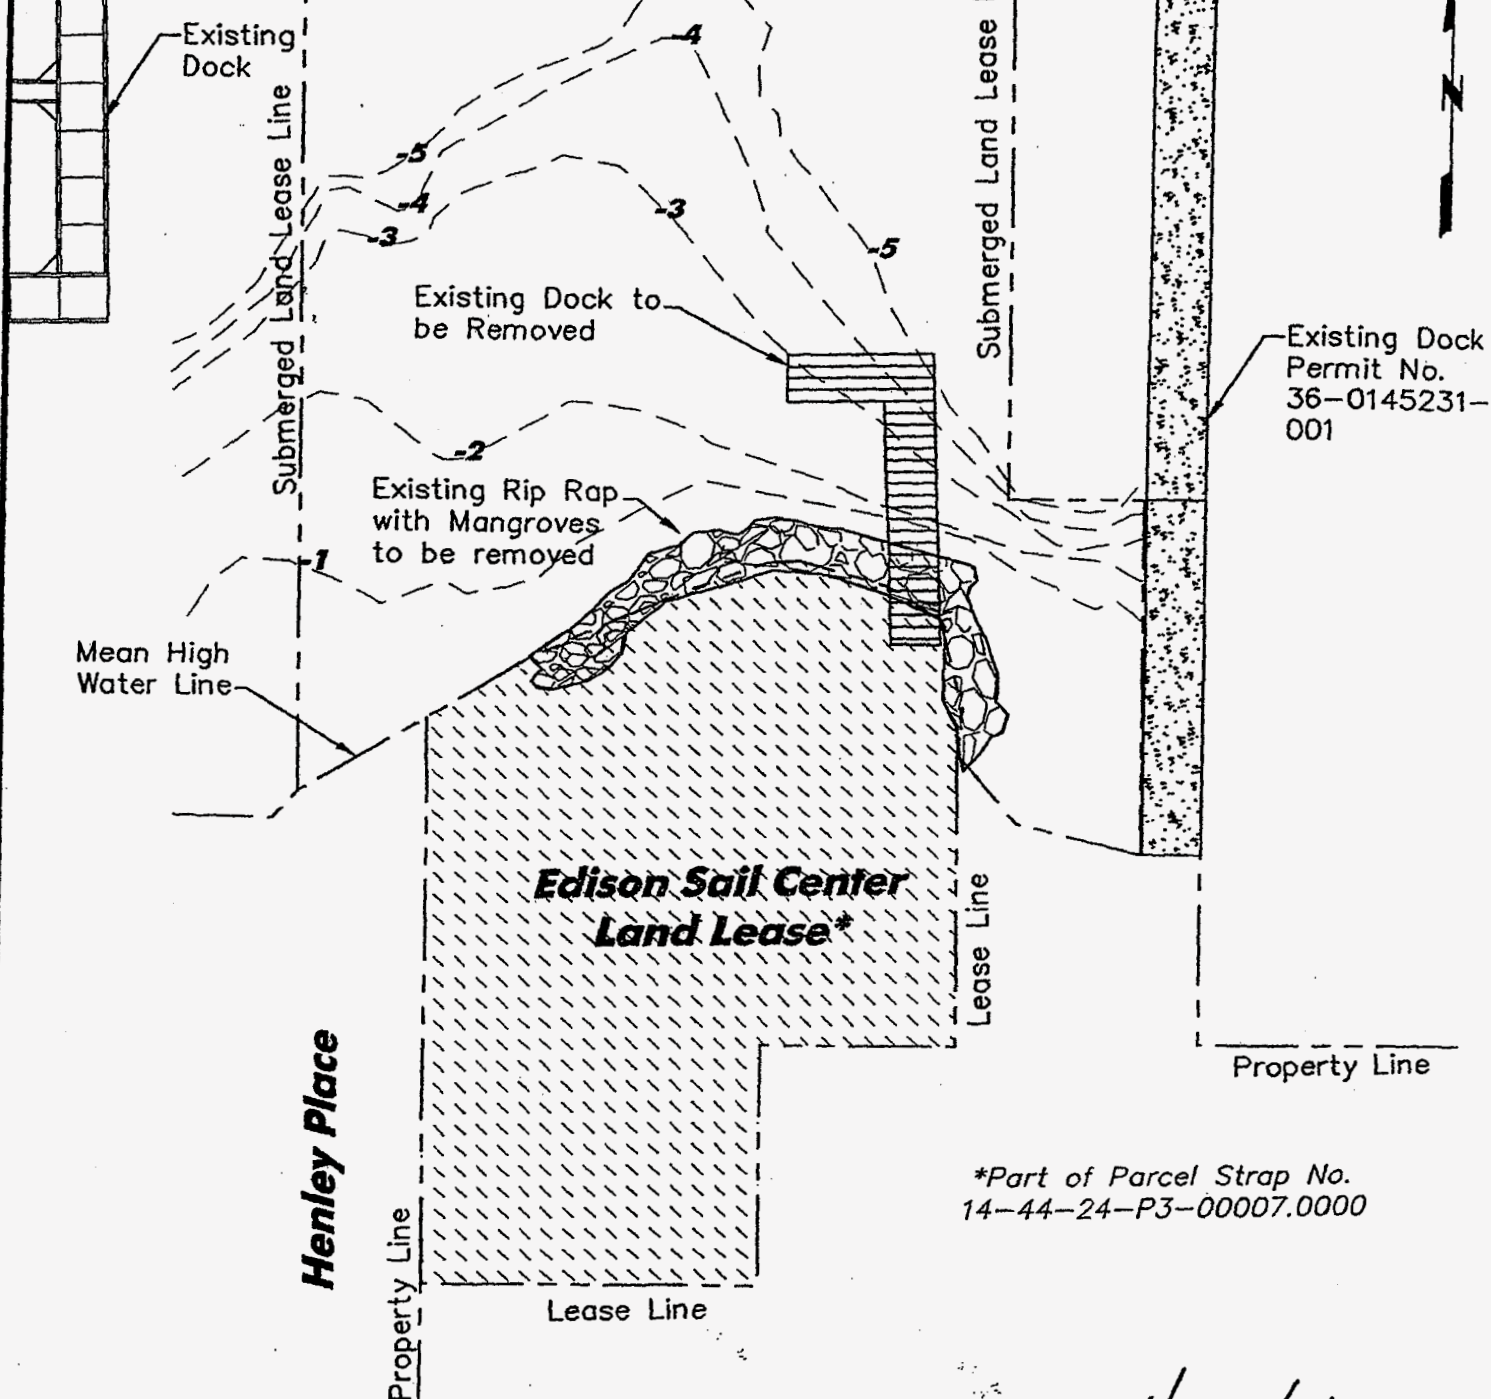 Existing
Dock
Submerged Land Lease Line
-4
-5
-4
-3
-3
-5
Submerged Land Lease
N
Existing Dock to
be Removed
Existing Dock
Permit No.
36-0145231-
001
-2
Existing Rip Rap
with Mangroves
to be removed
-1
Mean High
Water Line
Edison Sail Center
Land Lease*
Lease Line
Henley Place
Property Line
Property Line
*Part of Parcel Strap No.
14-44-24-P3-00007.0000
Lease Line